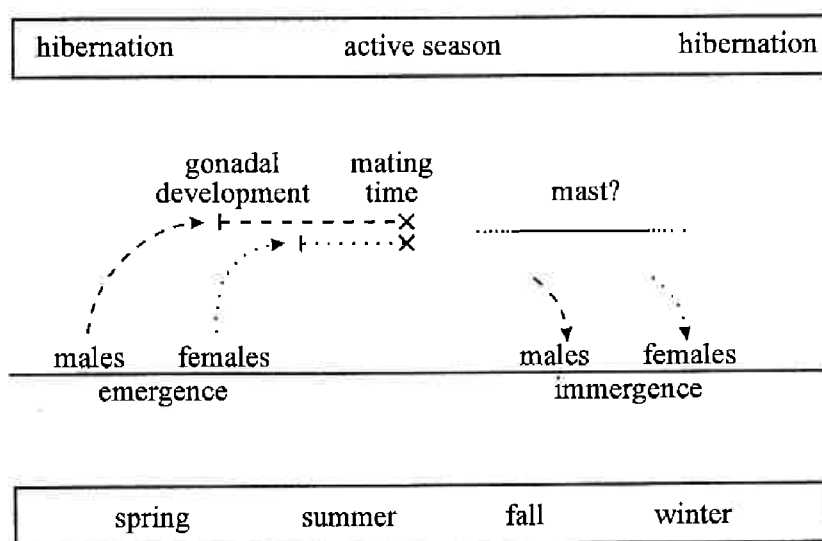 hibernation active season hibernation
gonadal mating
development time mast?
males females males females
emergence immergence
spring summer fall winter